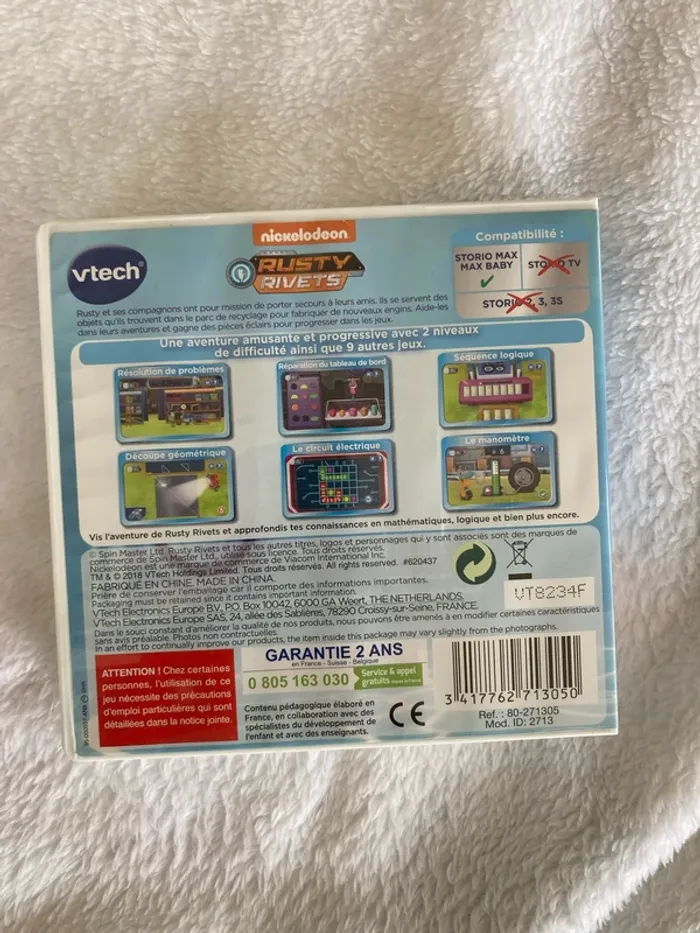 nickelodeon
vtech®
RUSTY
RIVETS
Compatibilité :
STORIO MAX
MAX BABY
STORIO TV
STORIO 2, 3, 3S
Rusty et ses compagnons ont pour mission de porter secours à leurs amis. Ils se servent des
objets qu'ils trouvent dans le parc de recyclage pour fabriquer de nouveaux engins. Aide-les
dans leurs aventures et gagne des pièces éclairs pour progresser dans les jeux.
Une aventure amusante et progressive avec 2 niveaux
de difficulté ainsi que 9 autres jeux.
Résolution de problèmes
Réparation du tableau de bord
Séquence logique
Découpe géométrique
Le circuit électrique
Le manomètre
Vis l'aventure de Rusty Rivets et approfondis tes connaissances en mathématiques, logique et bien plus encore.
© Spin Master Ltd. Rusty Rivets et tous les autres titres, logos et personnages qui y sont associés sont des marques de
commerce de Spin Master Ltd., utilisé sous licence. Tous droits réservés.
Nickelodeon est une marque de commerce de Viacom International Inc.
TM & © 2018 VTech Holdings Limited. Tous droits réservés. All rights reserved. #620437
FABRIQUÉ EN CHINE. MADE IN CHINA.
Prière de conserver l'emballage car il comporte des informations importantes.
Packaging must be retained since it contains important information.
VTech Electronics Europe B.V., P.O. Box 10042, 6000 GA Weert, THE NETHERLANDS.
VTech Electronics Europe SAS, 24, allée des Sablières, 78290 Croissy-sur-Seine, FRANCE.
VT8234F
Dans le souci constant d'améliorer la qualité de nos produits, nous pouvons être amenés à en modifier certaines caractéristiques
sans avis préalable. Photos non contractuelles.
In an effort to continually improve our products, the item inside this package may vary slightly from the photographs.
ATTENTION ! Chez certaines
personnes, l'utilisation de ce
jeu nécessite des précautions
d'emploi particulières qui sont
détaillées dans la notice jointe.
GARANTIE 2 ANS
en France - Suisse - Belgique
0 805 163 030
Service & appel
gratuits
Contenu pédagogique élaboré en
France, en collaboration avec des
spécialistes du développement de
l'enfant et avec des enseignants.
CE
3 417762 713050
Réf. : 80-271305
Mod. ID: 2713